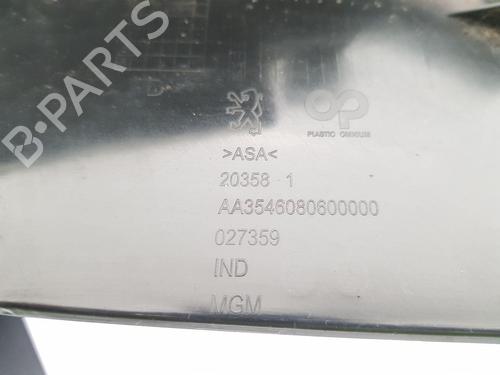 B-PARTS
PLASTIC OMNIUM
>ASA<
20358 - 1
AA3546080600000
027359
IND
MGM